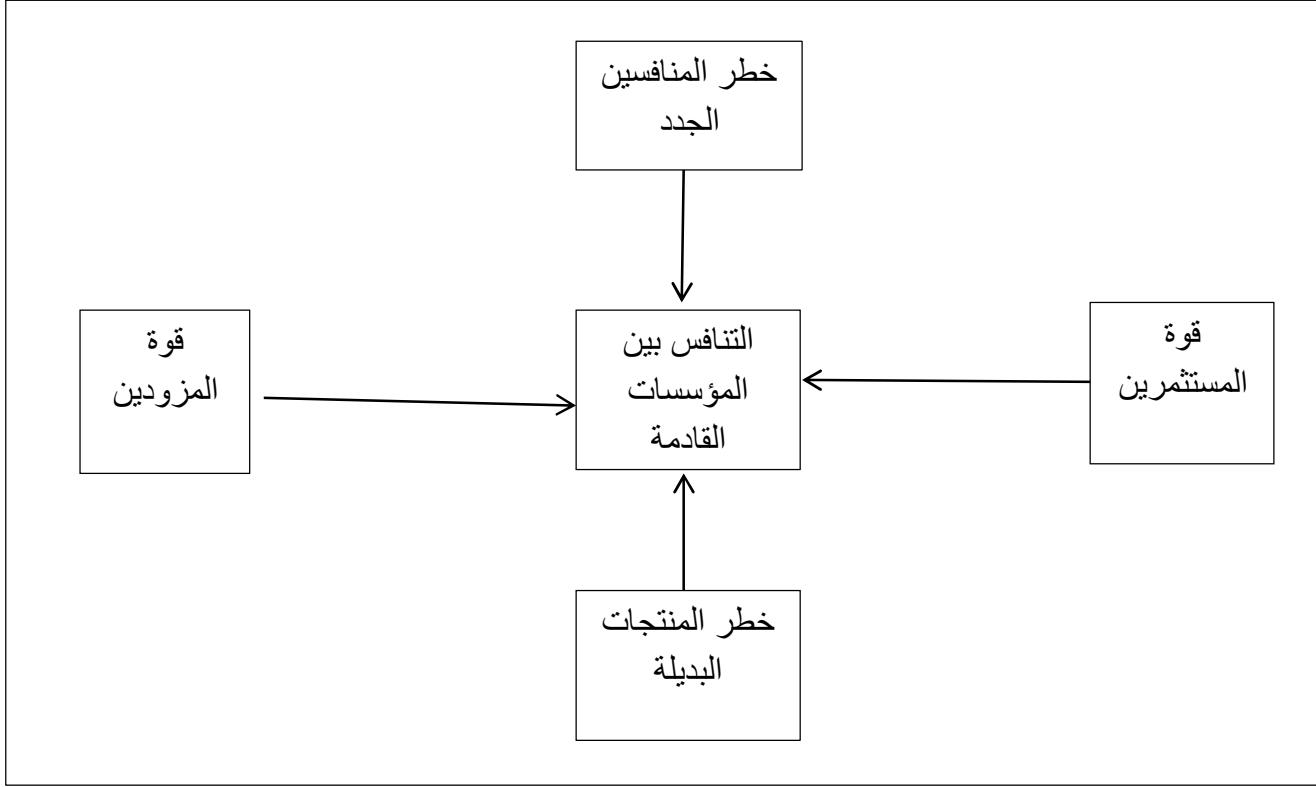 خطر المنافسين
الجدد
قوة
المستثمرين
التنافس بين
المؤسسات
القادمة
قوة
المزودين
خطر المنتجات
البديلة